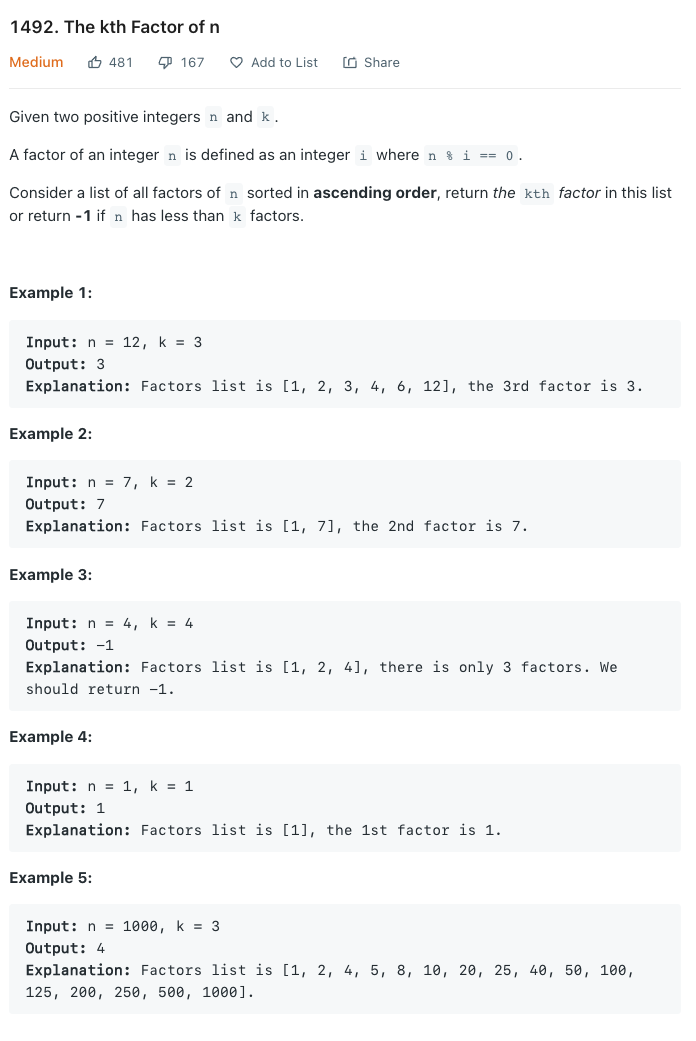 1492. The kth Factor of n
Medium 481 167 Add to List Share
Given two positive integers n and k.
A factor of an integer n is defined as an integer i where n % i == 0.
Consider a list of all factors of n sorted in ascending order, return the kth factor in this list
or return -1 if n has less than k factors.
Example 1:
Input: n = 12, k = 3
Output: 3
Explanation: Factors list is [1, 2, 3, 4, 6, 12], the 3rd factor is 3.
Example 2:
Input: n = 7, k = 2
Output: 7
Explanation: Factors list is [1, 7], the 2nd factor is 7.
Example 3:
Input: n = 4, k = 4
Output: -1
Explanation: Factors list is [1, 2, 4], there is only 3 factors. We
should return -1.
Example 4:
Input: n = 1, k = 1
Output: 1
Explanation: Factors list is [1], the 1st factor is 1.
Example 5:
Input: n = 1000, k = 3
Output: 4
Explanation: Factors list is [1, 2, 4, 5, 8, 10, 20, 25, 40, 50, 100,
125, 200, 250, 500, 1000].